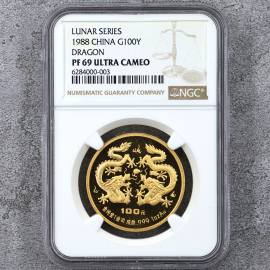 LUNAR SERIES
1988 CHINA G100Y
DRAGON
PF 69 ULTRA CAMEO
6284000-003
NUMISMATIC GUARANTY COMPANY
NGC
100元